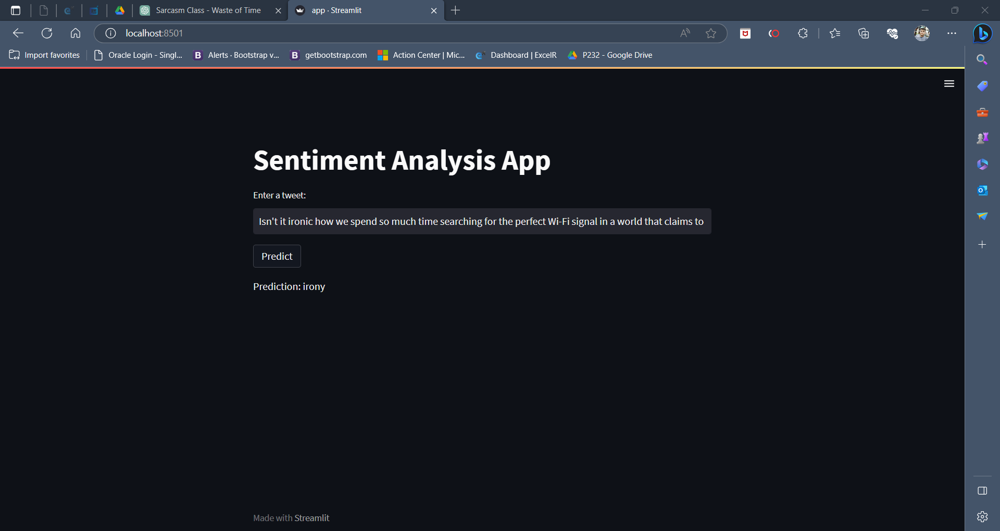 Sarcasm Class - Waste of Time
app · Streamlit
localhost:8501
Import favorites
Oracle Login - Singl...
B Alerts · Bootstrap v...
B getbootstrap.com
Action Center | Mic...
Dashboard | ExcelR
P232 - Google Drive
Sentiment Analysis App
Enter a tweet:
Isn't it ironic how we spend so much time searching for the perfect Wi-Fi signal in a world that claims to
Predict
Prediction: irony
Made with Streamlit